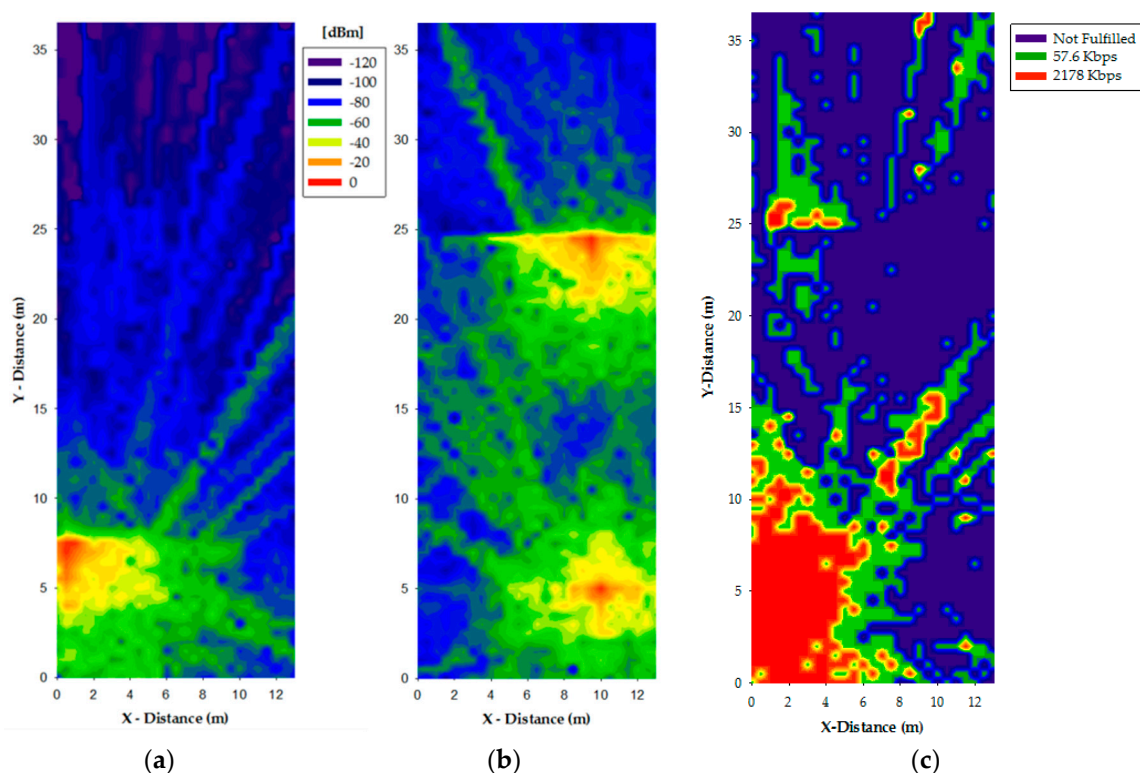 [dBm]
-120
-100
-80
-60
-40
-20
0
Not Fulfilled
57.6 Kbps
2178 Kbps
35
30
25
20
15
10
5
0
Y - Distance (m)
0 2 4 6 8 10 12
X - Distance (m)
35
30
25
20
15
10
5
0
0 2 4 6 8 10 12
X - Distance (m)
35
30
25
20
15
10
5
0
Y-Distance (m)
0 2 4 6 8 10 12
X-Distance (m)
(a) (b) (c)